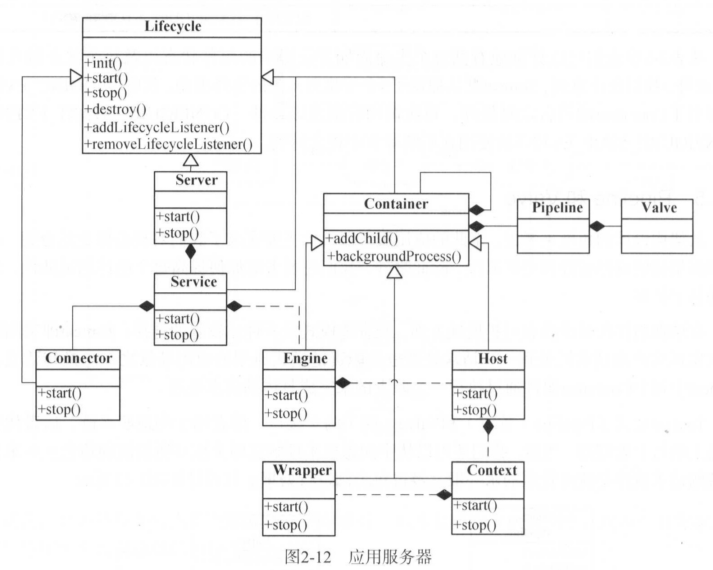 Lifecycle
+init()
+start()
+stop()
+destroy()
+addLifecycleListener()
+removeLifecycleListener()
Server
+start()
+stop()
Container
+addChild()
+backgroundProcess()
Pipeline
Valve
Service
+start()
+stop()
Connector
+start()
+stop()
Engine
+start()
+stop()
Host
+start()
+stop()
Wrapper
+start()
+stop()
Context
+start()
+stop()
图2-12 应用服务器